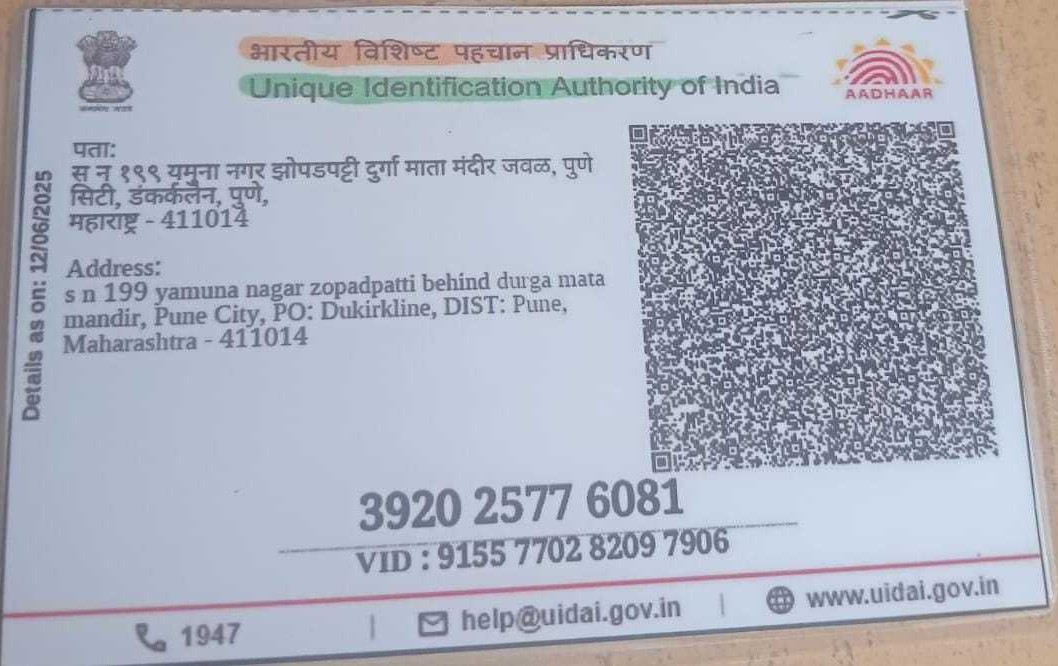 भारतीय विशिष्ट पहचान प्राधिकरण
Unique Identification Authority of India
AADHAAR
Details as on: 12/06/2025
पता:
स न १९९ यमुना नगर झोपडपट्टी दुर्गा माता मंदीर जवळ, पुणे
सिटी, डंकर्कलेन, पुणे,
महाराष्ट्र - 411014
Address:
s n 199 yamuna nagar zopadpatti behind durga mata
mandir, Pune City, PO: Dukirkline, DIST: Pune,
Maharashtra - 411014
3920 2577 6081
VID : 9155 7702 8209 7906
1947
help@uidai.gov.in
www.uidai.gov.in